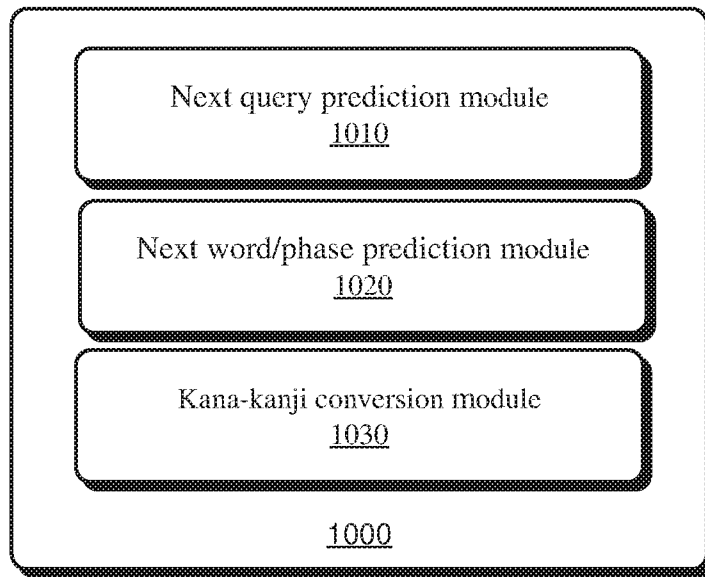 Next query prediction module
1010
Next word/phase prediction module
1020
Kana-kanji conversion module
1030
1000